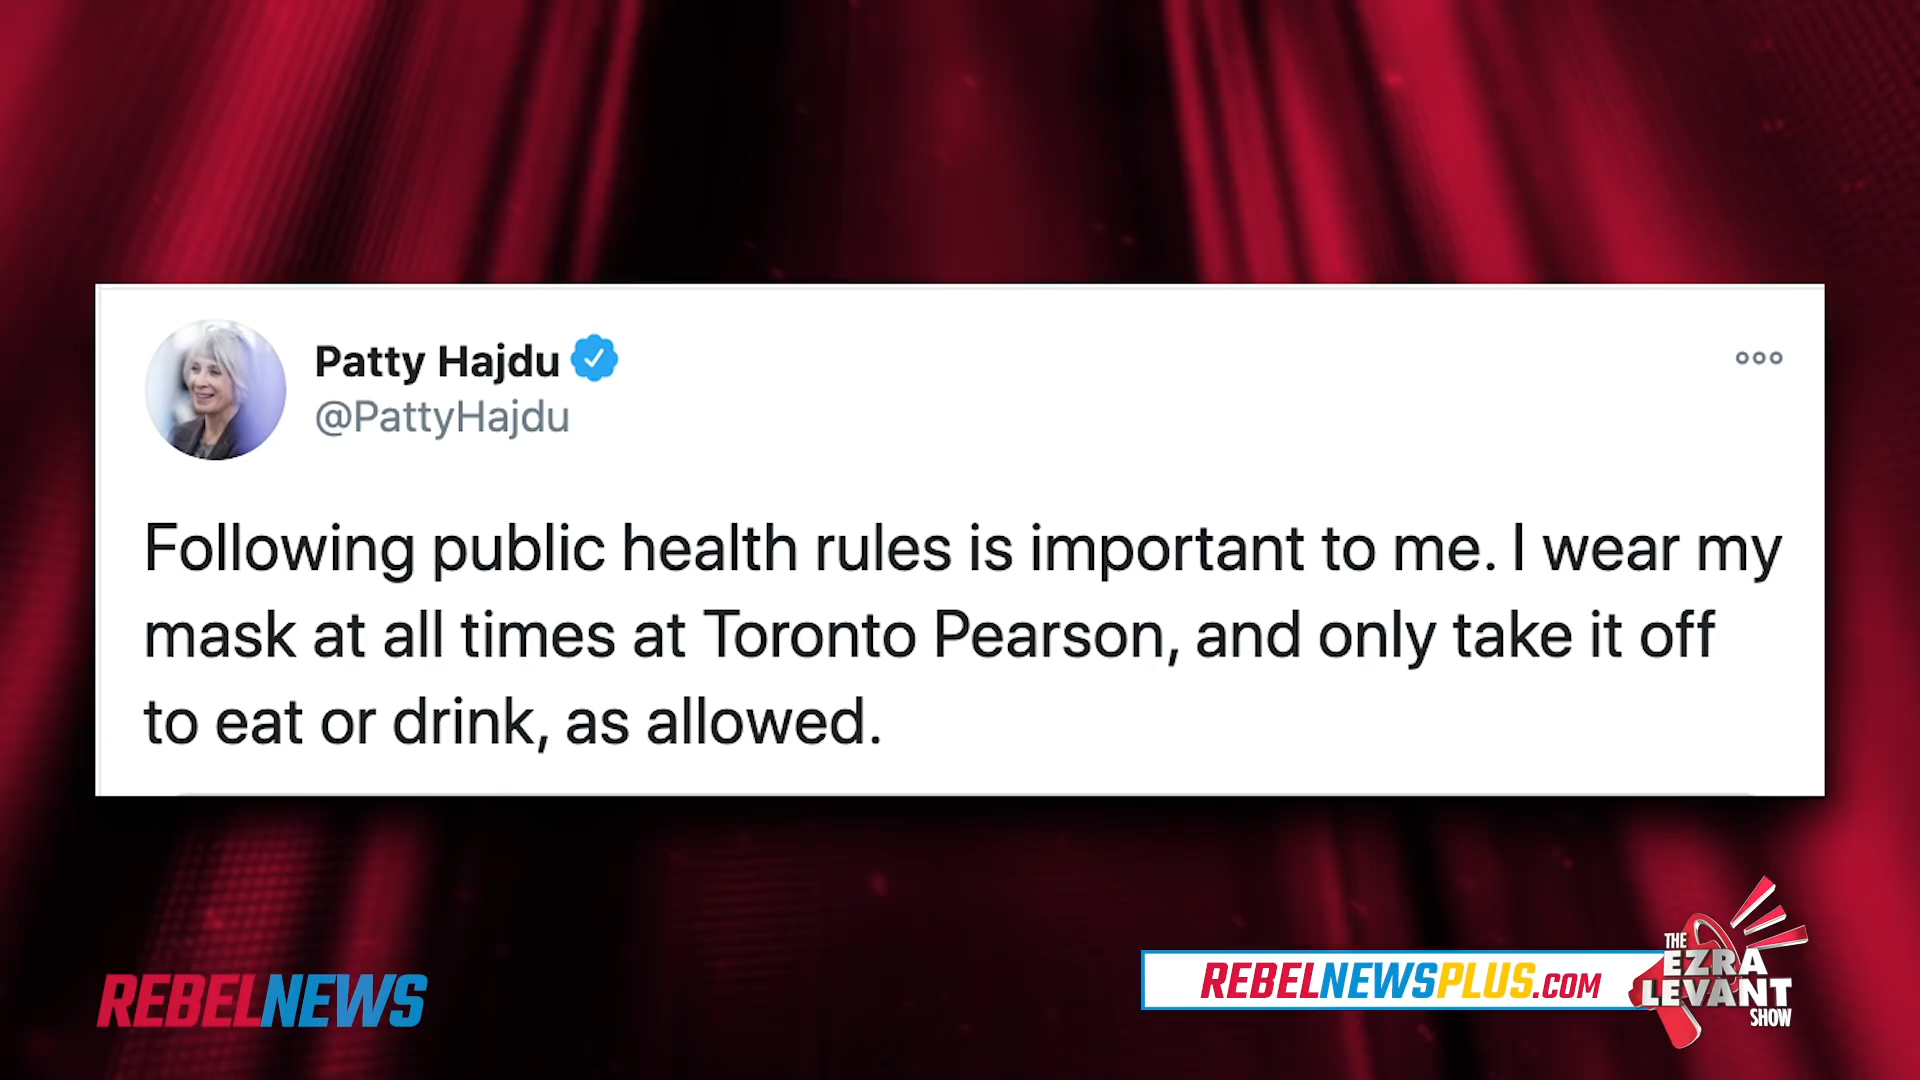 Patty Hajdu
@PattyHajdu
Following public health rules is important to me. I wear my
mask at all times at Toronto Pearson, and only take it off
to eat or drink, as allowed.
REBELNEWS
REBELNEWSPLUS.COM
THE
EZRA
LEVANT
SHOW